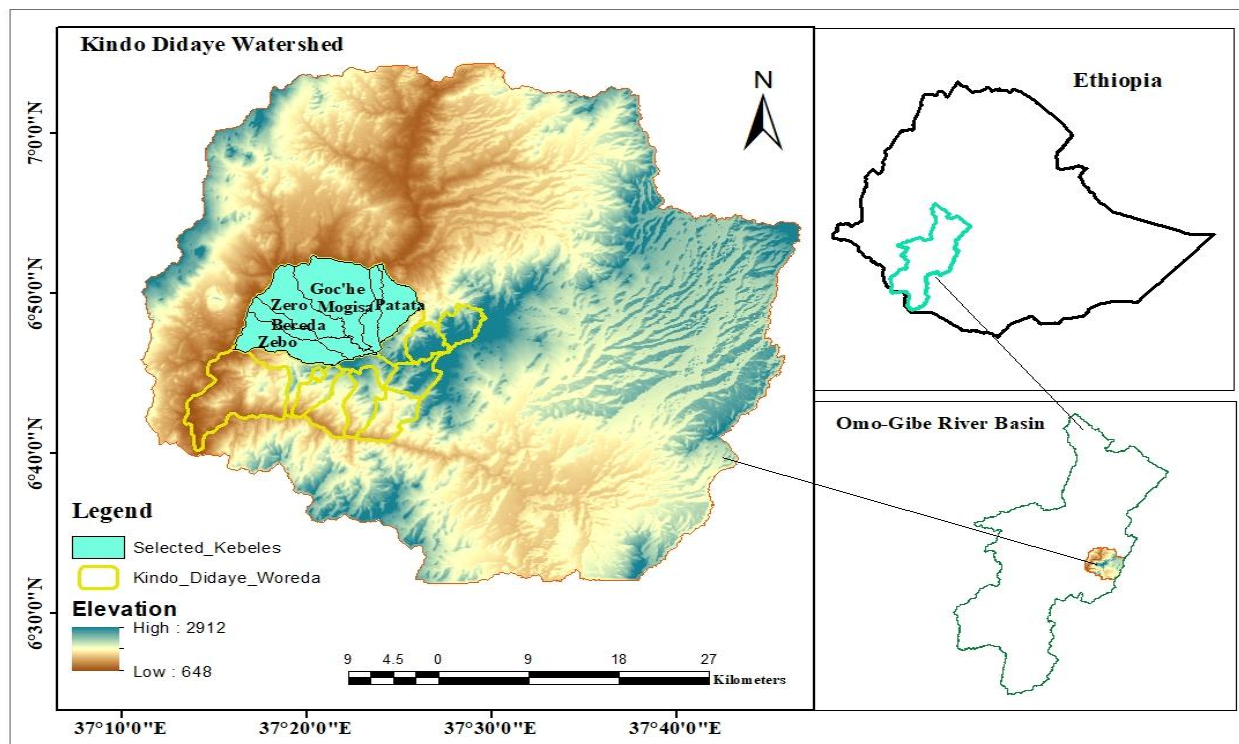 Kindo Didaye Watershed
N
Ethiopia
7°0'0"N
6°50'0"N
6°40'0"N
6°30'0"N
Goc'he
Zero Mogisa Patata
Bereda
Zebo
Omo-Gibe River Basin
Legend
Selected_Kebeles
Kindo_Didaye_Woreda
Elevation
High : 2912
Low : 648
9 4.5 0 9 18 27
Kilometers
37°10'0"E 37°20'0"E 37°30'0"E 37°40'0"E